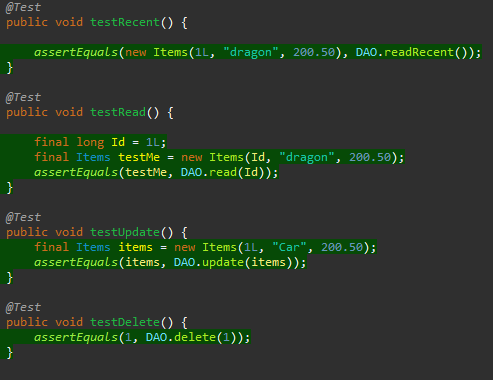 @Test
public void testRecent() {
assertEquals(new Items(1L, "dragon", 200.50), DAO.readRecent());
}
@Test
public void testRead() {
final long Id = 1L;
final Items testMe = new Items(Id, "dragon", 200.50);
assertEquals(testMe, DAO.read(Id));
}
@Test
public void testUpdate() {
final Items items = new Items(1L, "Car", 200.50);
assertEquals(items, DAO.update(items));
}
@Test
public void testDelete() {
assertEquals(1, DAO.delete(1));
}